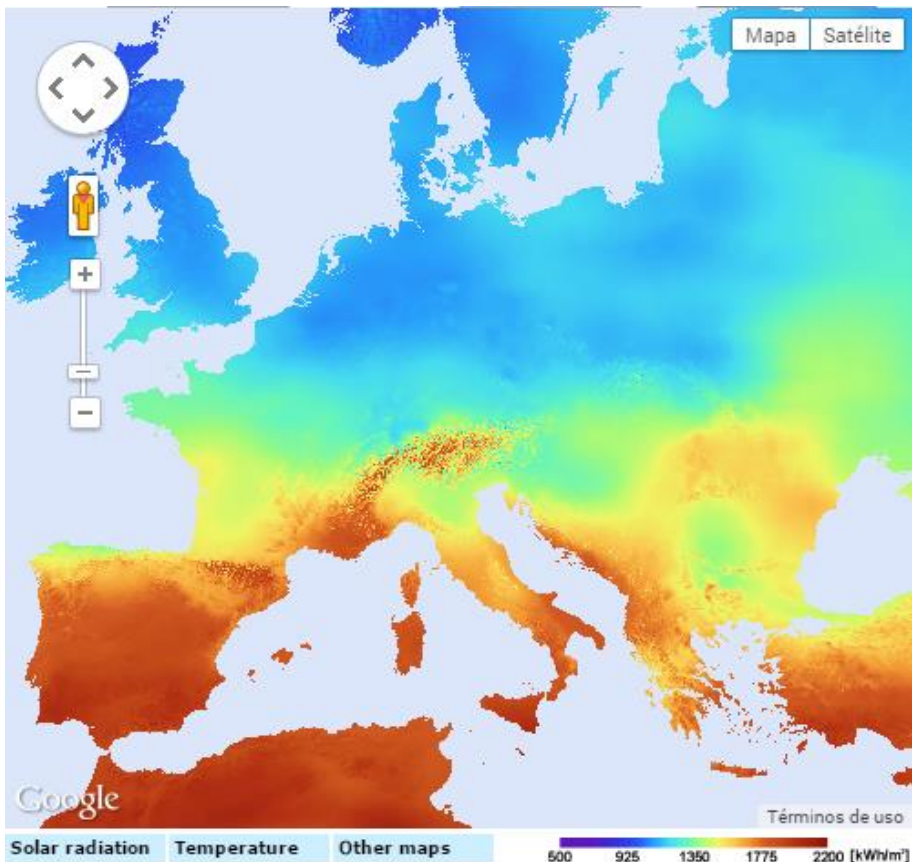 Mapa Satélite
Google
Términos de uso
Solar radiation Temperature Other maps
500 925 1350 1775 2200 [kWh/m²]